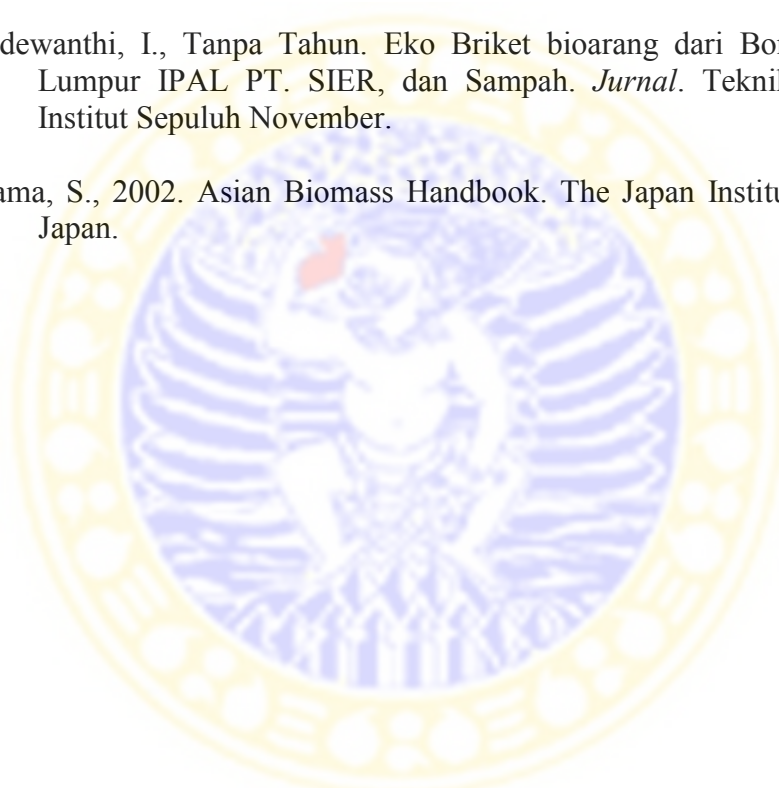 dewanthi, I., Tanpa Tahun. Eko Briket bioarang dari Bo
Lumpur IPAL PT. SIER, dan Sampah. Jurnal. Tekni
Institut Sepuluh November.
ama, S., 2002. Asian Biomass Handbook. The Japan Institu
Japan.